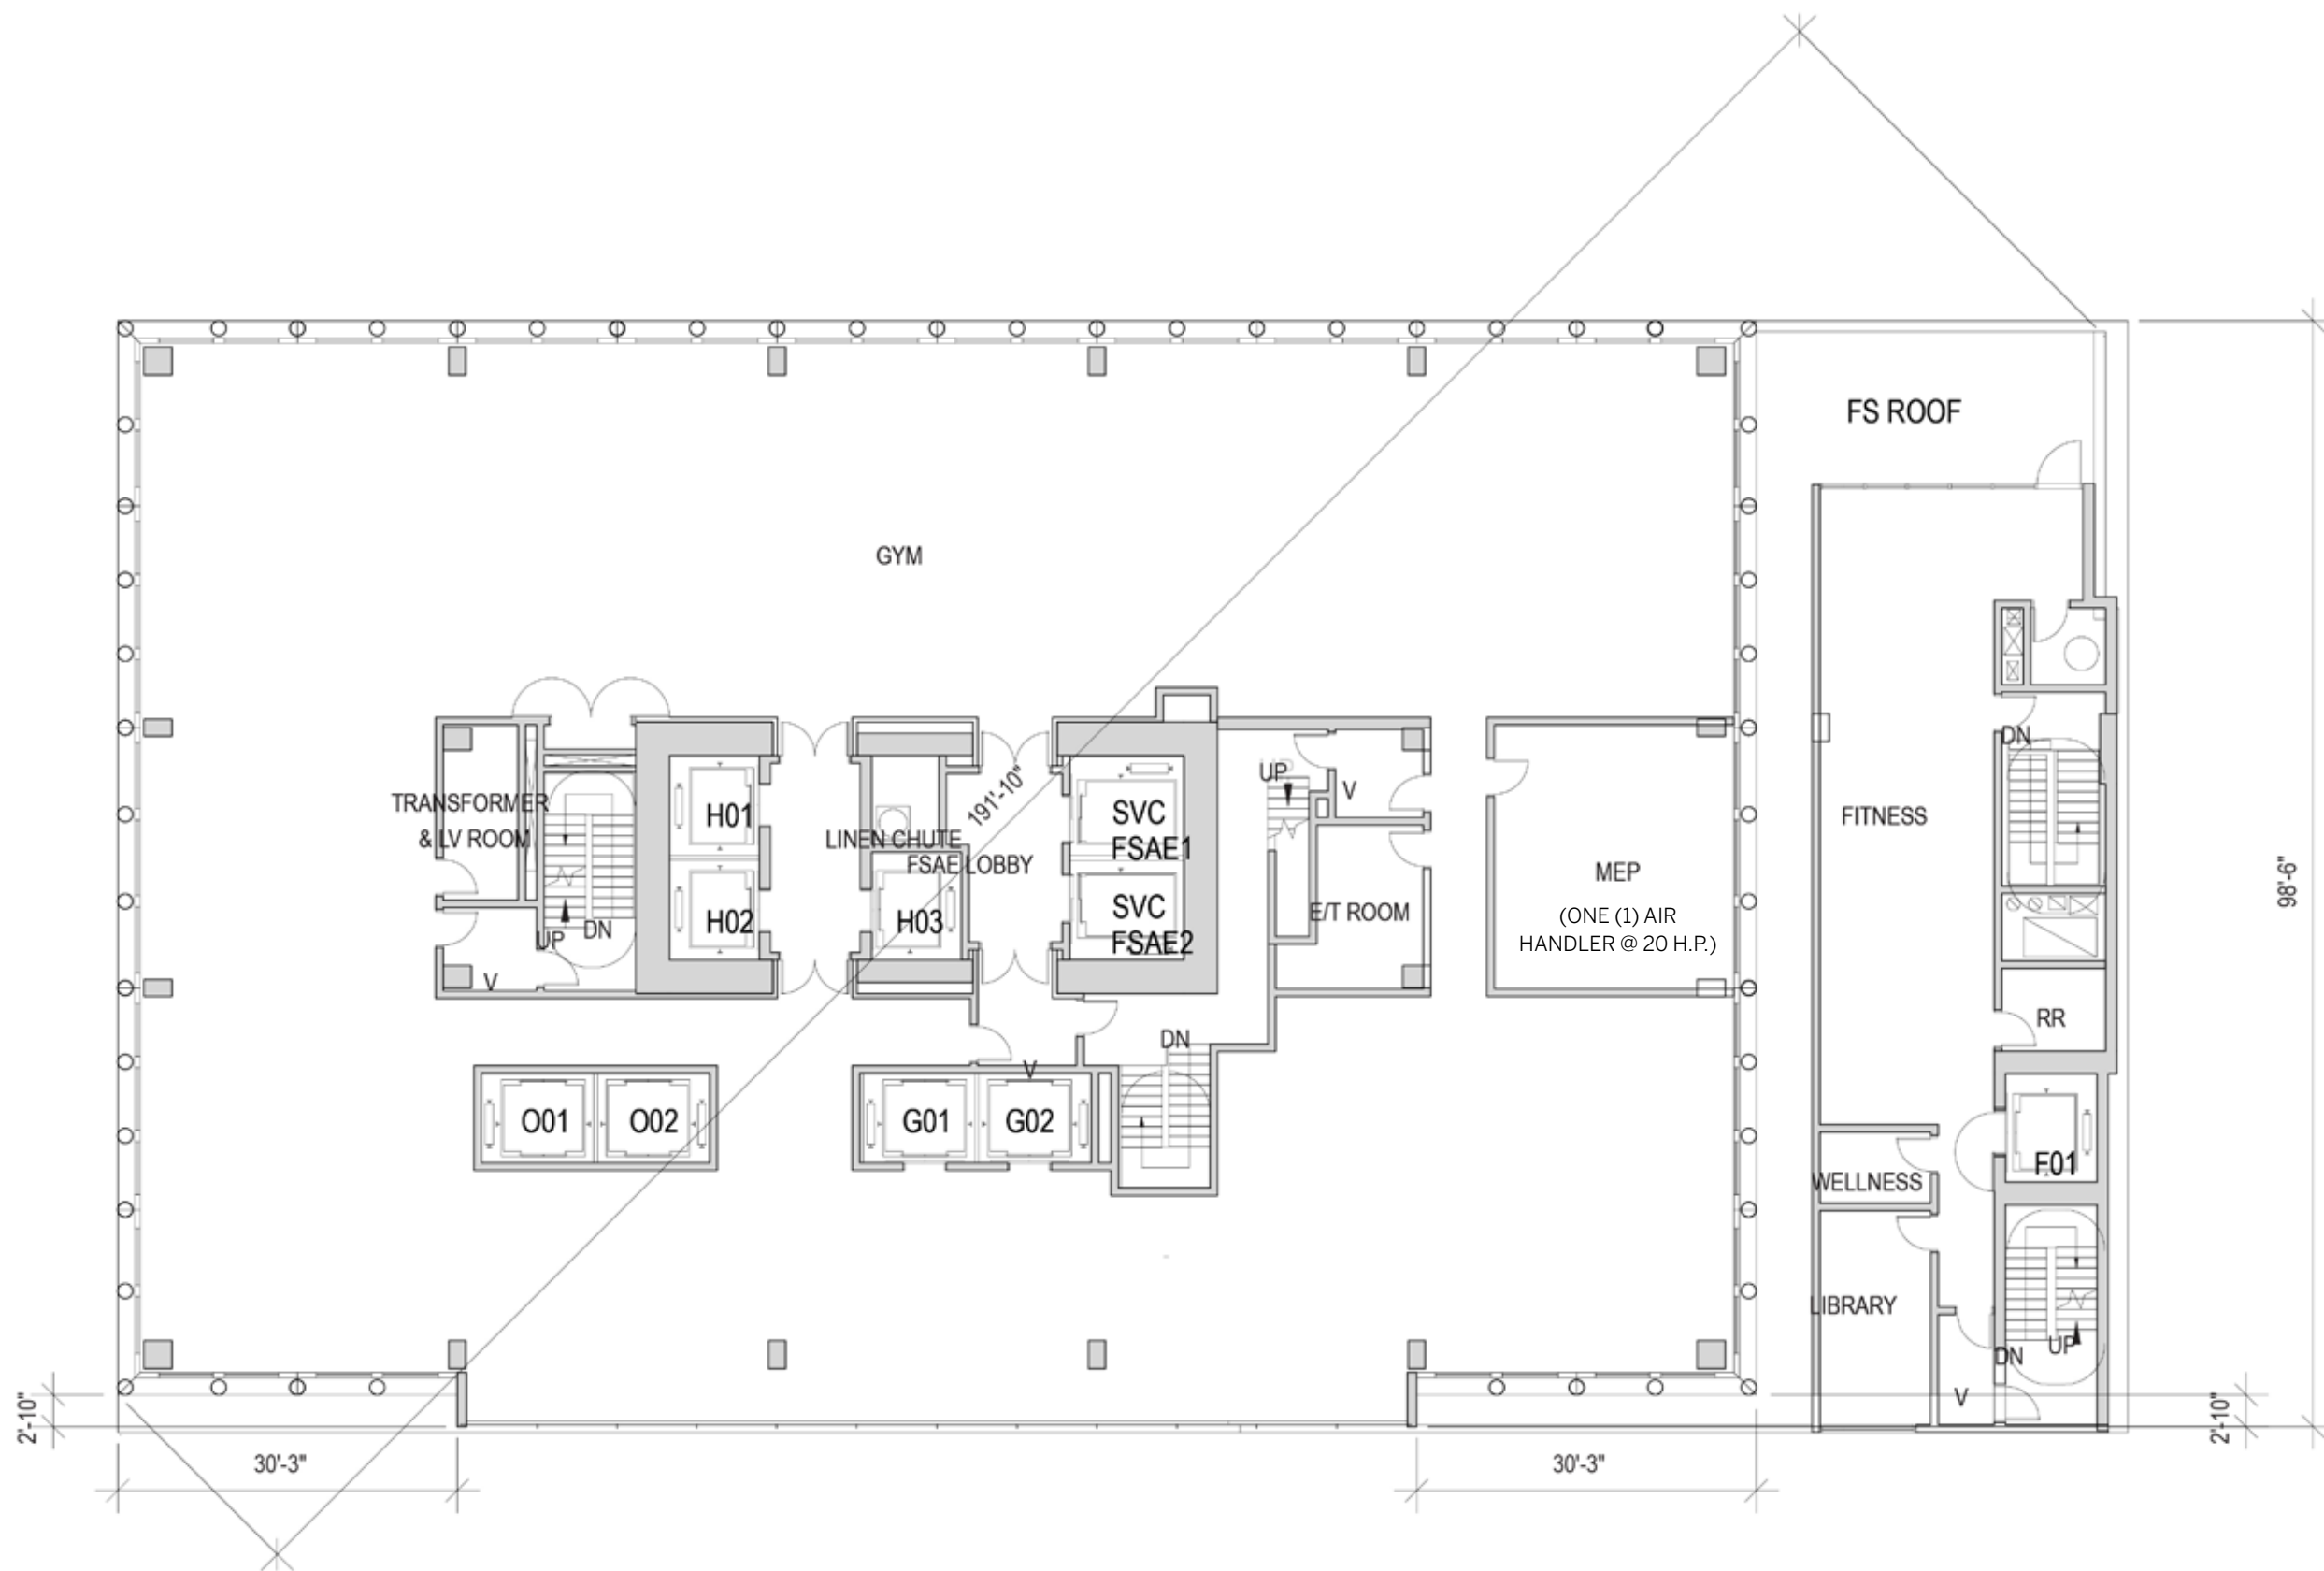 FS ROOF
98'-6"
GYM
TRANSFORMER
& LV ROOM
UP
DN
V
H01
H02
LINEN CHUTE
FSAE LOBBY
H03
191'-10"
SVC
FSAE1
SVC
FSAE2
UP
V
E/T ROOM
MEP
(ONE (1) AIR
HANDLER @ 20 H.P.)
FITNESS
DN
RR
O01
O02
G01
G02
V
DN
F01
WELLNESS
LIBRARY
DN
UP
V
2'-10"
30'-3"
30'-3"
2'-10"